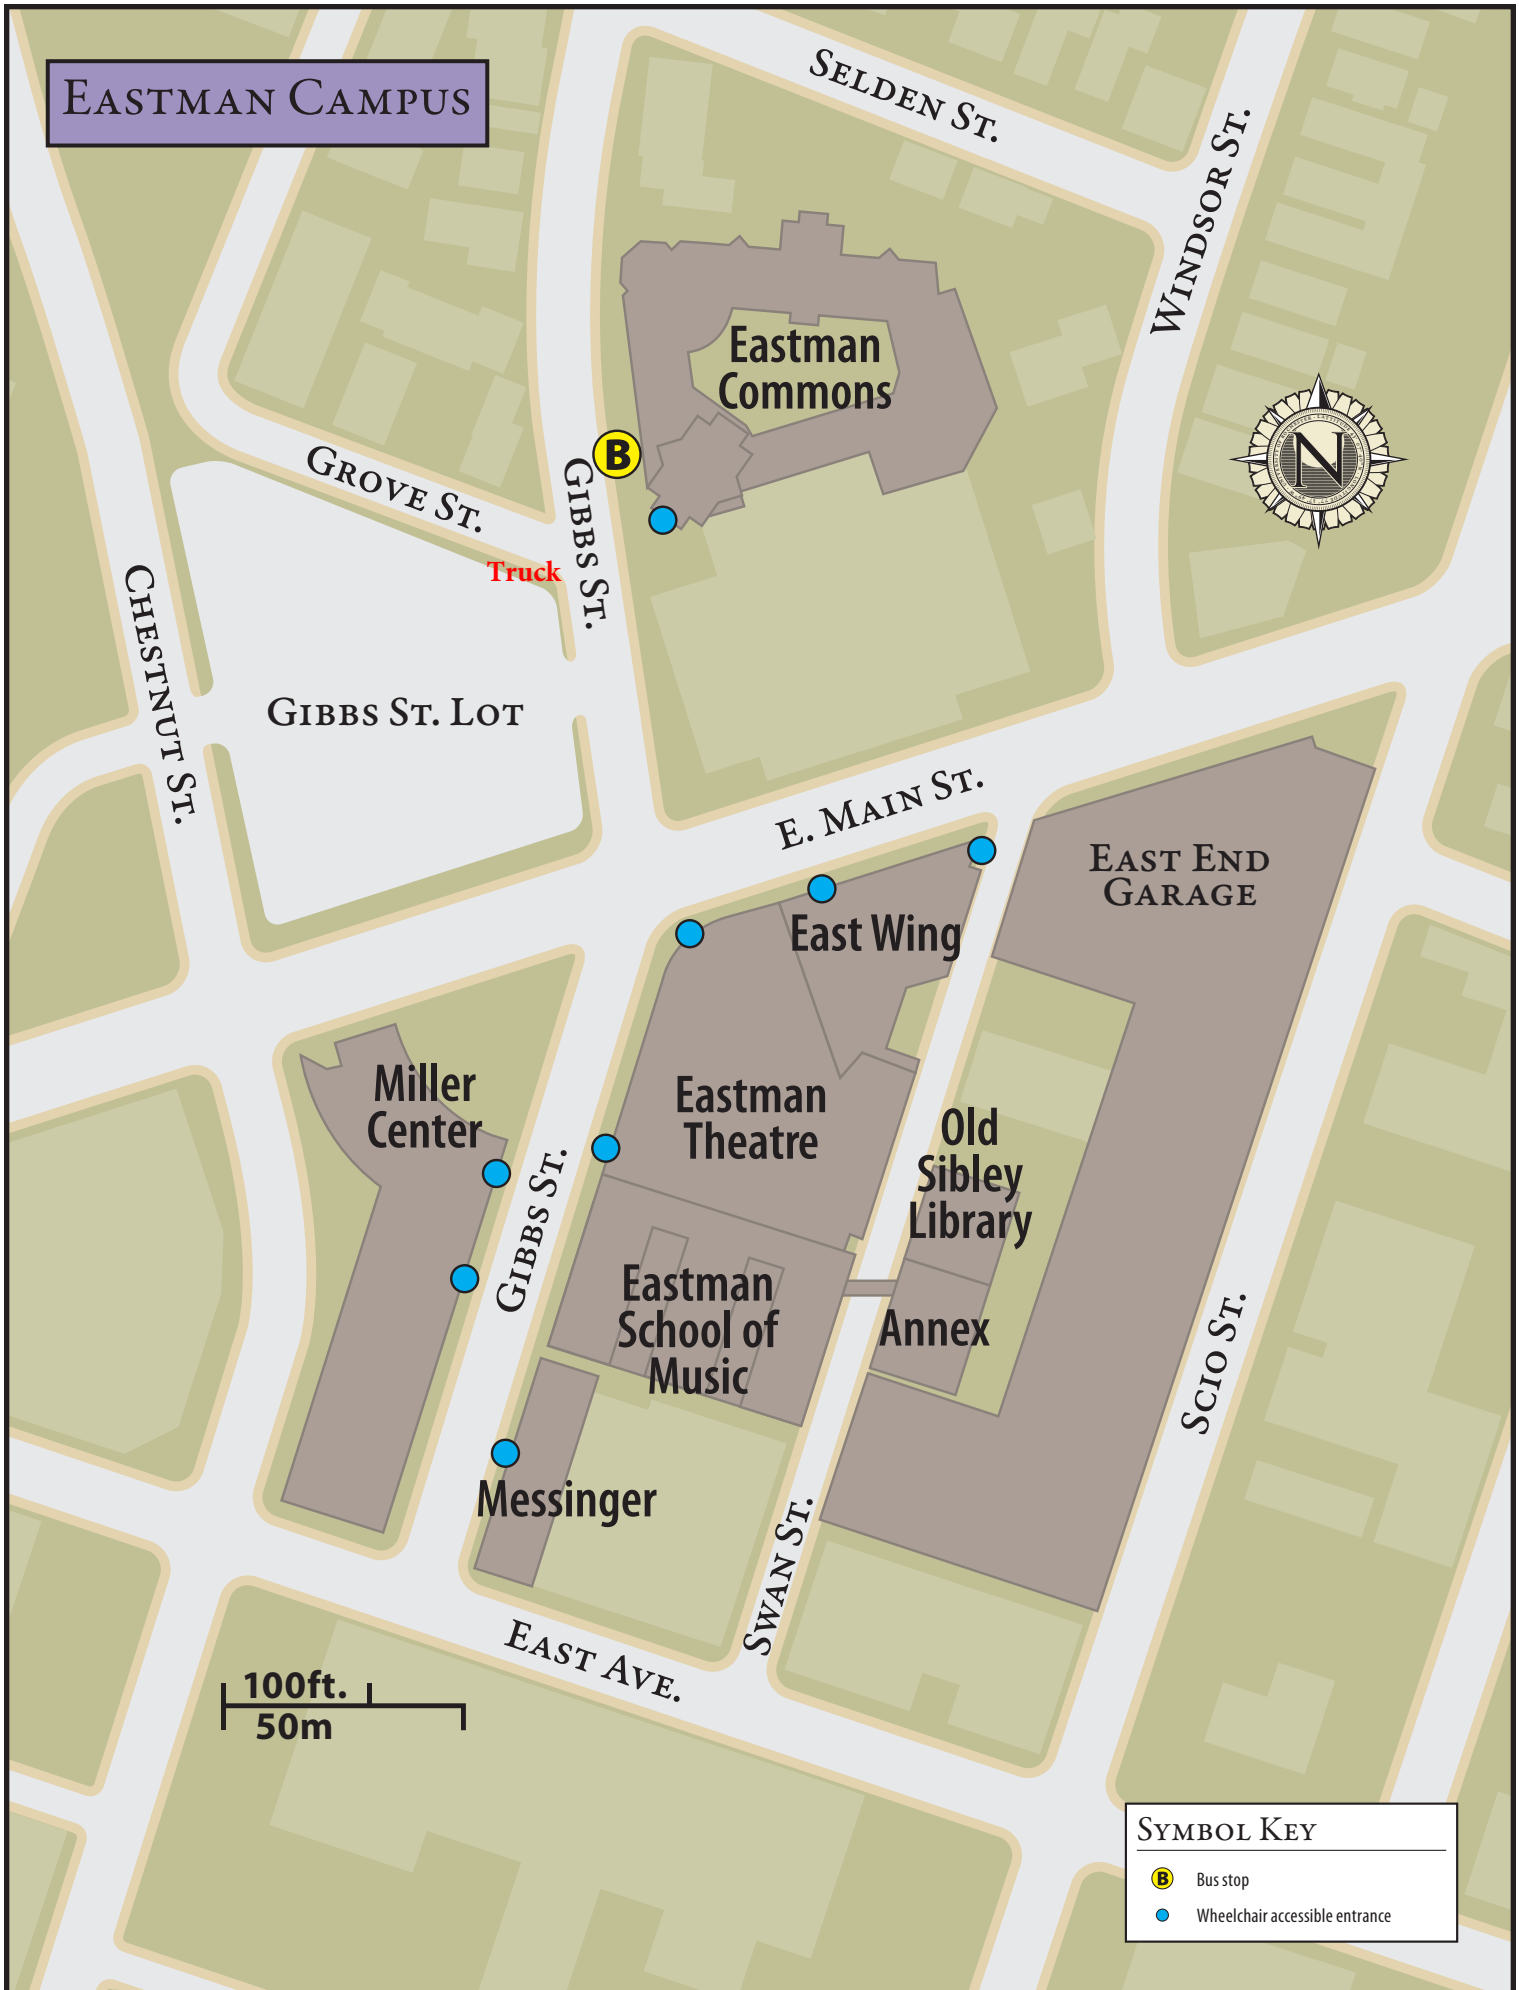 Eastman Campus
Selden St.
Windsor St.
Eastman
Commons
B
N
Grove St.
Gibbs St.
Truck
Chestnut St.
Gibbs St. Lot
E. Main St.
East End
Garage
East Wing
Miller
Center
Eastman
Theatre
Old
Sibley
Library
Gibbs St.
Eastman
School of
Music
Annex
Scio St.
Messinger
Swan St.
East Ave.
100ft.
50m
Symbol Key
B Bus stop
Wheelchair accessible entrance